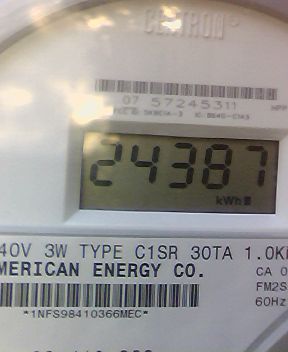 CENTRON
07 57245311
24387
kWh
40V 3W TYPE C1SR 30TA 1.0K
MERICAN ENERGY CO.
CA 0
FM2S
60Hz
*1NFS98410366MEC*